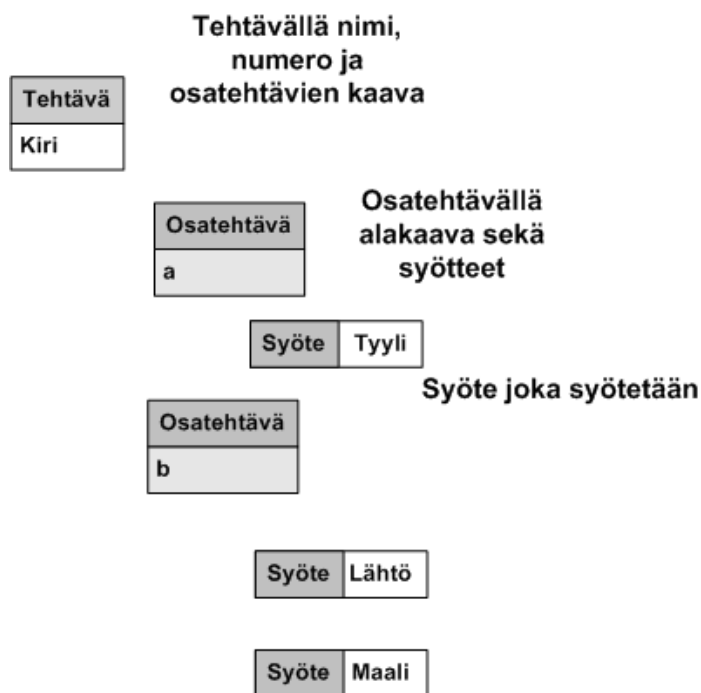 Tehtävällä nimi,
numero ja
osatehtävien kaava
Tehtävä
Kiri
Osatehtävällä
alakaava sekä
syötteet
Osatehtävä
a
Syöte Tyyli
Syöte joka syötetään
Osatehtävä
b
Syöte Lähtö
Syöte Maali